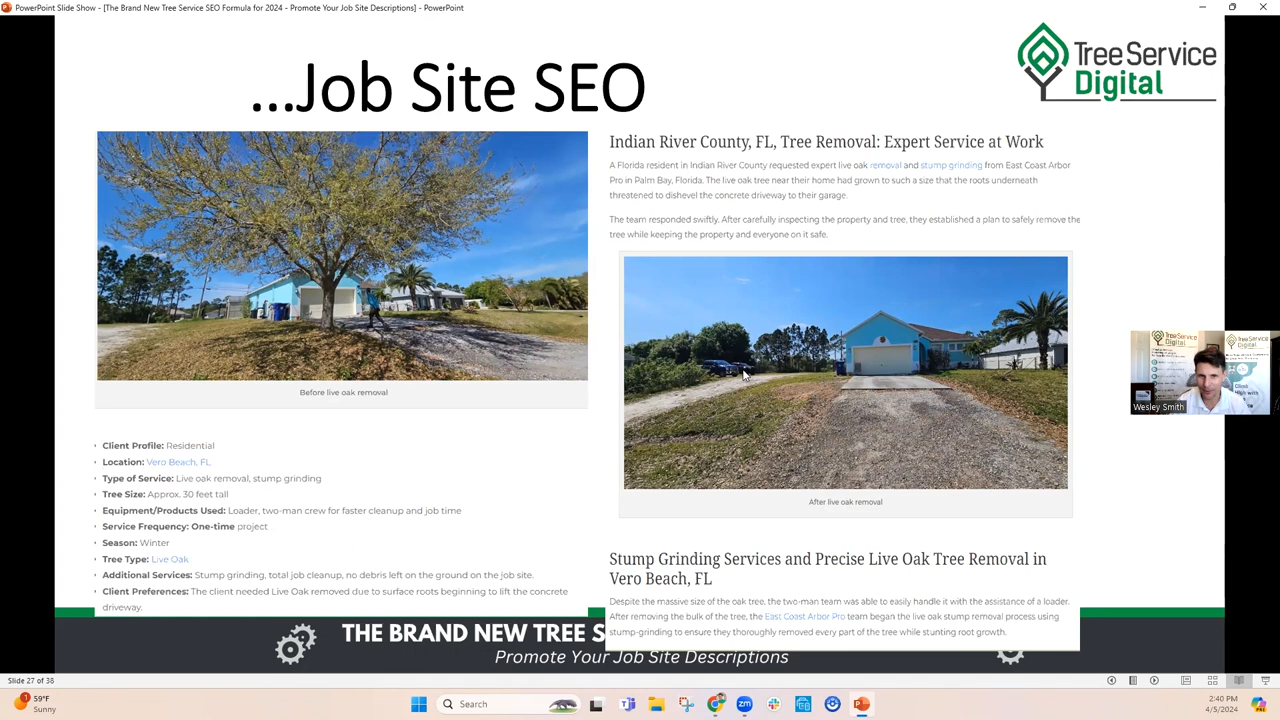 PowerPoint Slide Show - [The Brand New Tree Service SEO Formula for 2024 - Promote Your Job Site Descriptions] - PowerPoint
...Job Site SEO
Tree Service
Digital
Before live oak removal
Client Profile: Residential
Location: Vero Beach, FL
Type of Service: Live oak removal, stump grinding
Tree Size: Approx. 30 feet tall
Equipment/Products Used: Loader, two-man crew for faster cleanup and job time
Service Frequency: One-time project
Season: Winter
Tree Type: Live Oak
Additional Services: Stump grinding, total job cleanup, no debris left on the ground on the job site.
Client Preferences: The client needed Live Oak removed due to surface roots beginning to lift the concrete
driveway.
Indian River County, FL, Tree Removal: Expert Service at Work
A Florida resident in Indian River County requested expert live oak removal and stump grinding from East Coast Arbor
Pro in Palm Bay, Florida. The live oak tree near their home had grown to such a size that the roots underneath
threatened to dishevel the concrete driveway to their garage.
The team responded swiftly. After carefully inspecting the property and tree, they established a plan to safely remove the
tree while keeping the property and everyone on it safe.
After live oak removal
Stump Grinding Services and Precise Live Oak Tree Removal in
Vero Beach, FL
Despite the massive size of the oak tree, the two-man team was able to easily handle it with the assistance of a loader.
After removing the bulk of the tree, the East Coast Arbor Pro team began the live oak stump removal process using
stump-grinding to ensure they thoroughly removed every part of the tree while stunting root growth.
THE BRAND NEW TREE S
Promote Your Job Site Descriptions
Tree Service
Digital
Tree Service
Digital
Wesley Smith
Slide 27 of 38
59°F
Sunny
Search
2:40 PM
4/5/2024